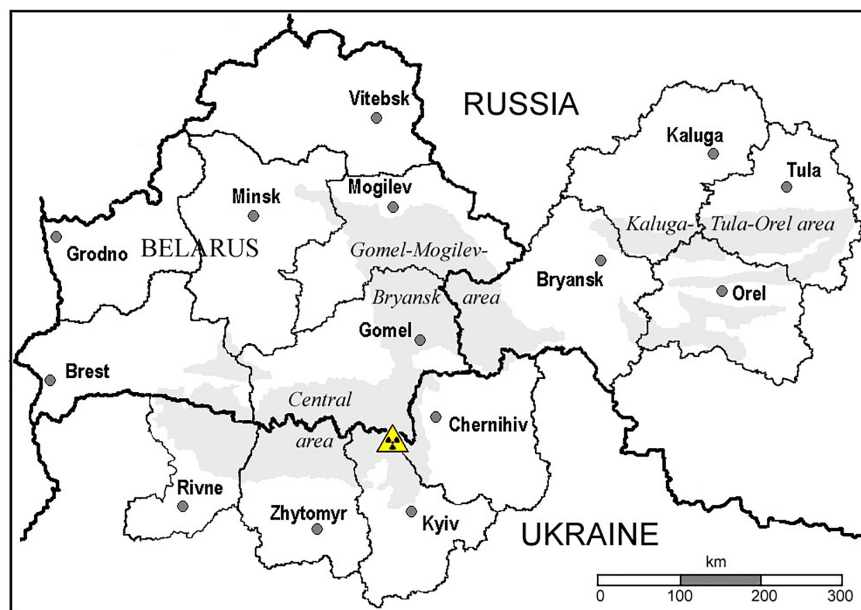 RUSSIA
Vitebsk
Kaluga
Tula
Minsk
Mogilev
Grodno
BELARUS
Gomel-Mogilev-
Bryansk
area
Kaluga-
Tula-Orel area
Bryansk
Orel
Gomel
Brest
Central
area
Chernihiv
Rivne
Zhytomyr
Kyiv
UKRAINE
km
0 100 200 300